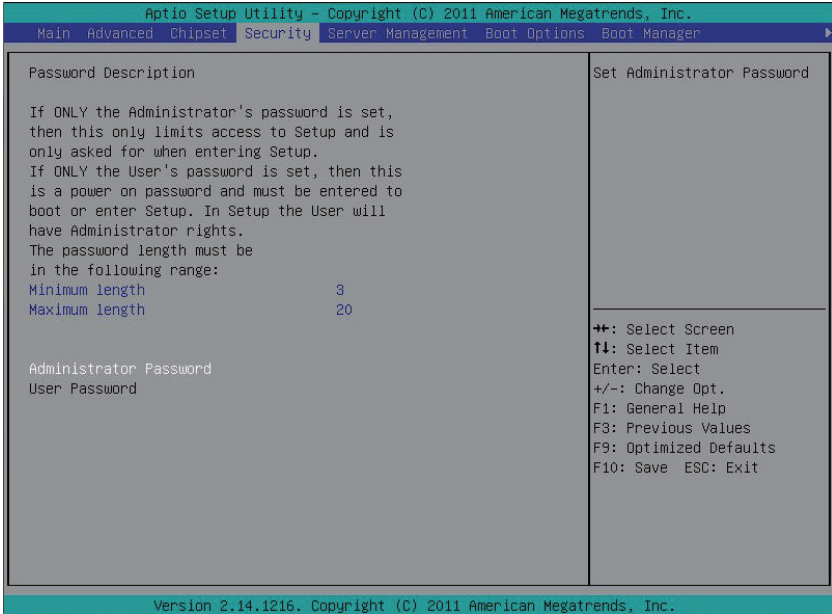 Aptio Setup Utility – Copyright (C) 2011 American Megatrends, Inc.
Main Advanced Chipset Security Server Management Boot Options Boot Manager
Password Description
If ONLY the Administrator's password is set,
then this only limits access to Setup and is
only asked for when entering Setup.
If ONLY the User's password is set, then this
is a power on password and must be entered to
boot or enter Setup. In Setup the User will
have Administrator rights.
The password length must be
in the following range:
Minimum length 3
Maximum length 20
Administrator Password
User Password
Set Administrator Password
→←: Select Screen
↑↓: Select Item
Enter: Select
+/-: Change Opt.
F1: General Help
F3: Previous Values
F9: Optimized Defaults
F10: Save ESC: Exit
Version 2.14.1216. Copyright (C) 2011 American Megatrends, Inc.